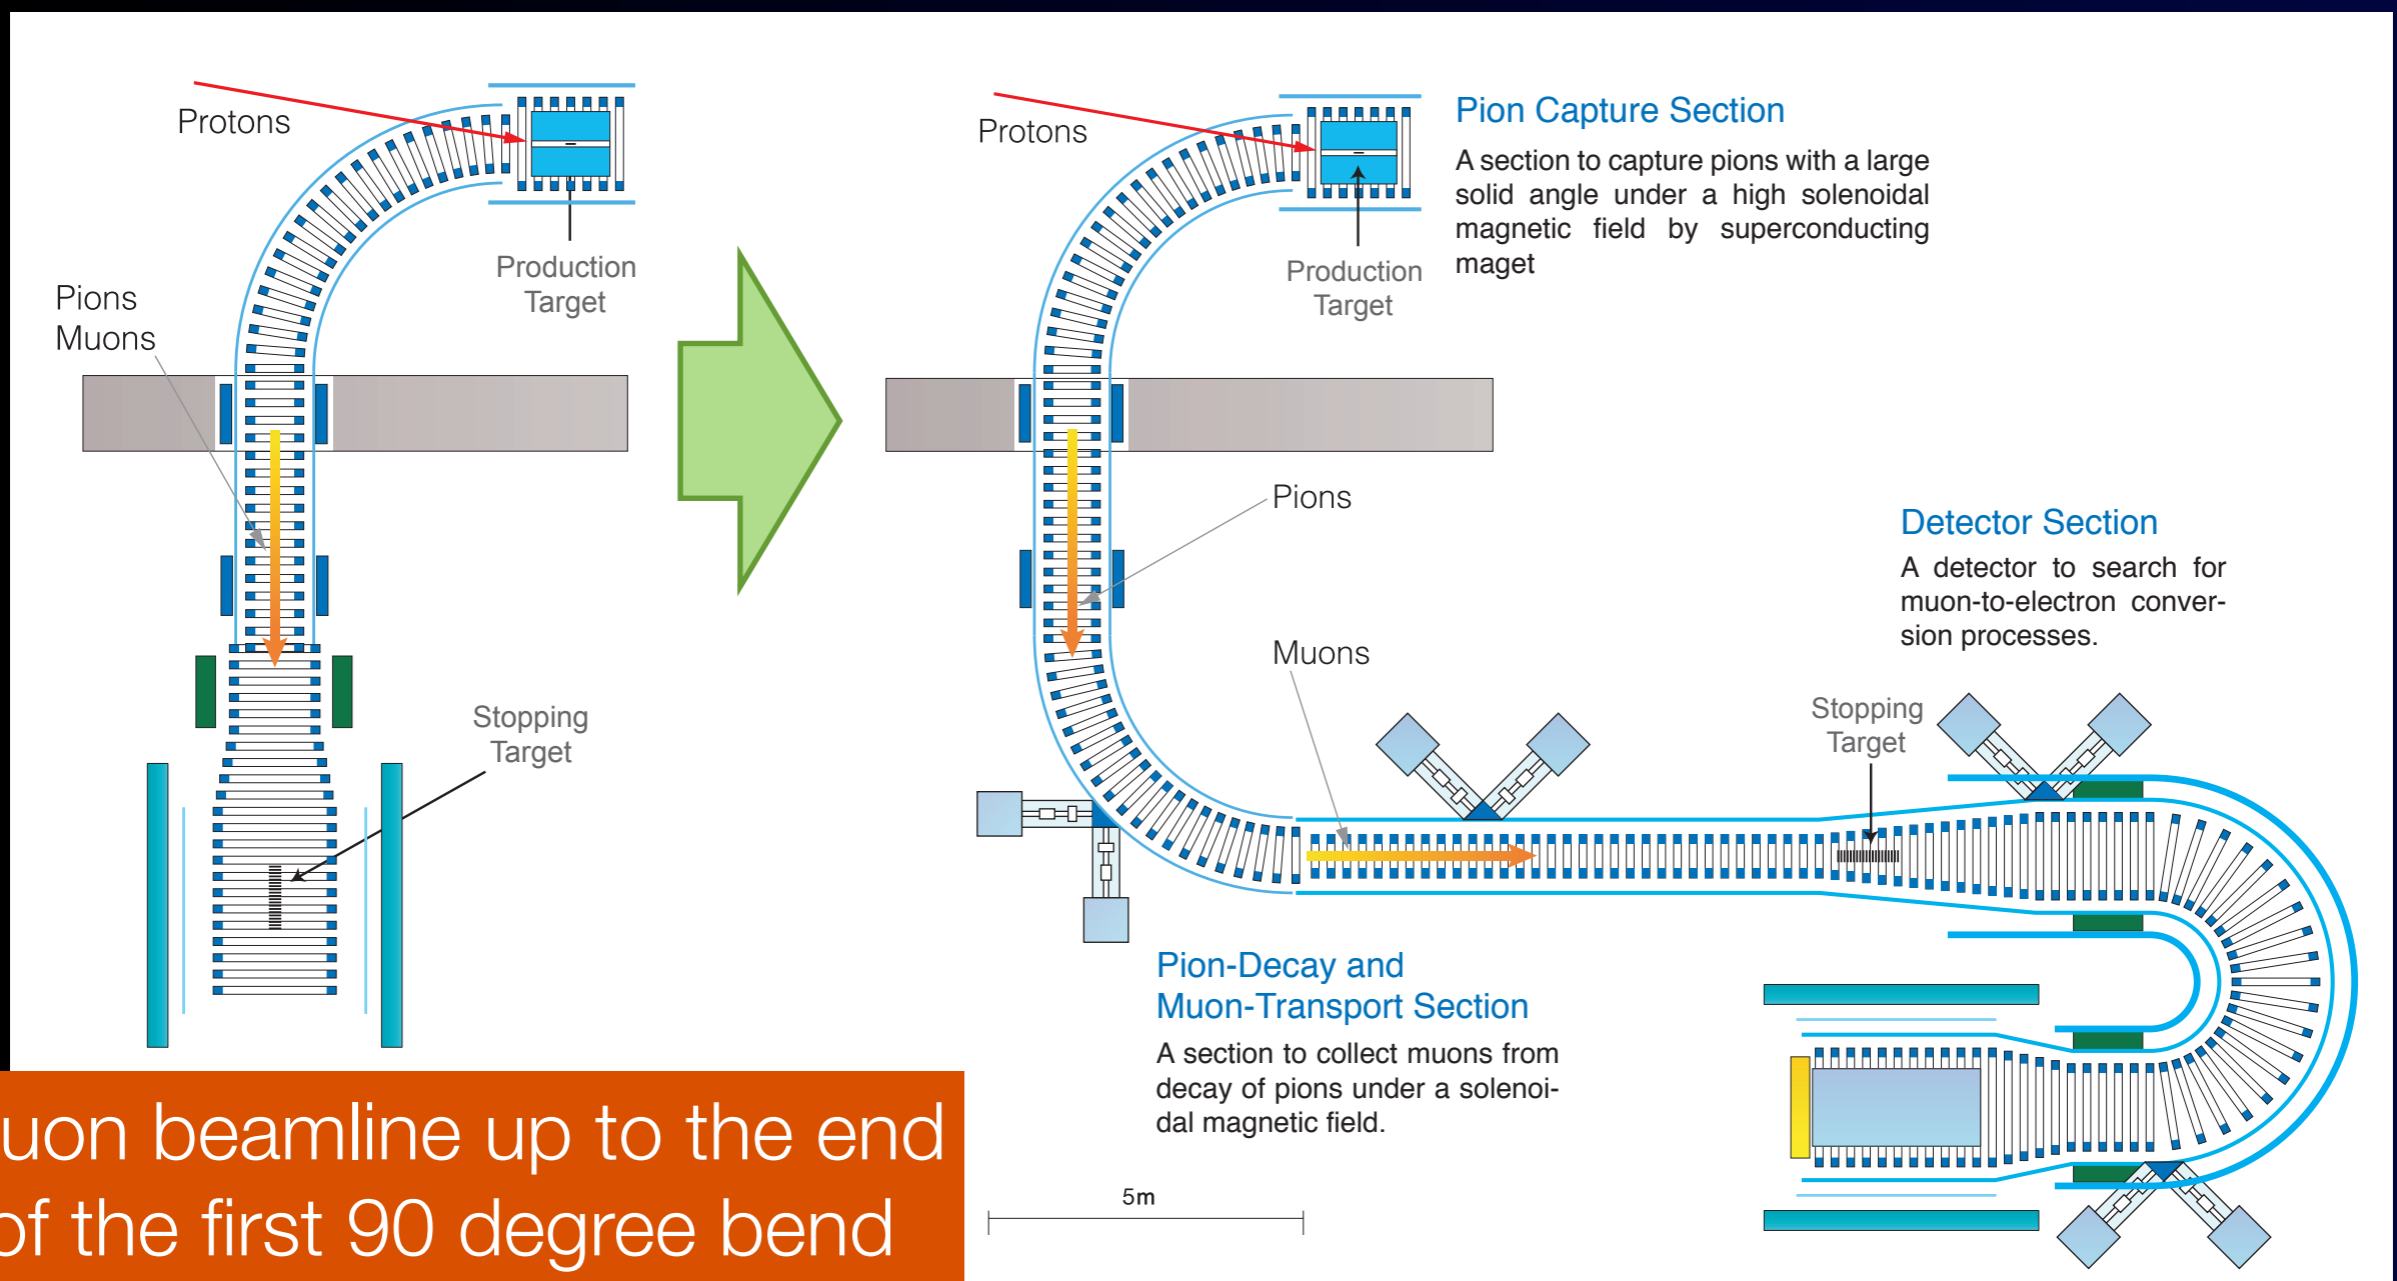 Protons
Production
Target
Pions
Muons
Stopping
Target
uon beamline up to the end
of the first 90 degree bend
Protons
Production
Target
Pion Capture Section
A section to capture pions with a large
solid angle under a high solenoidal
magnetic field by superconducting
maget
Pions
Muons
Detector Section
A detector to search for
muon-to-electron conver-
sion processes.
Stopping
Target
Pion-Decay and
Muon-Transport Section
A section to collect muons from
decay of pions under a solenoi-
dal magnetic field.
5m